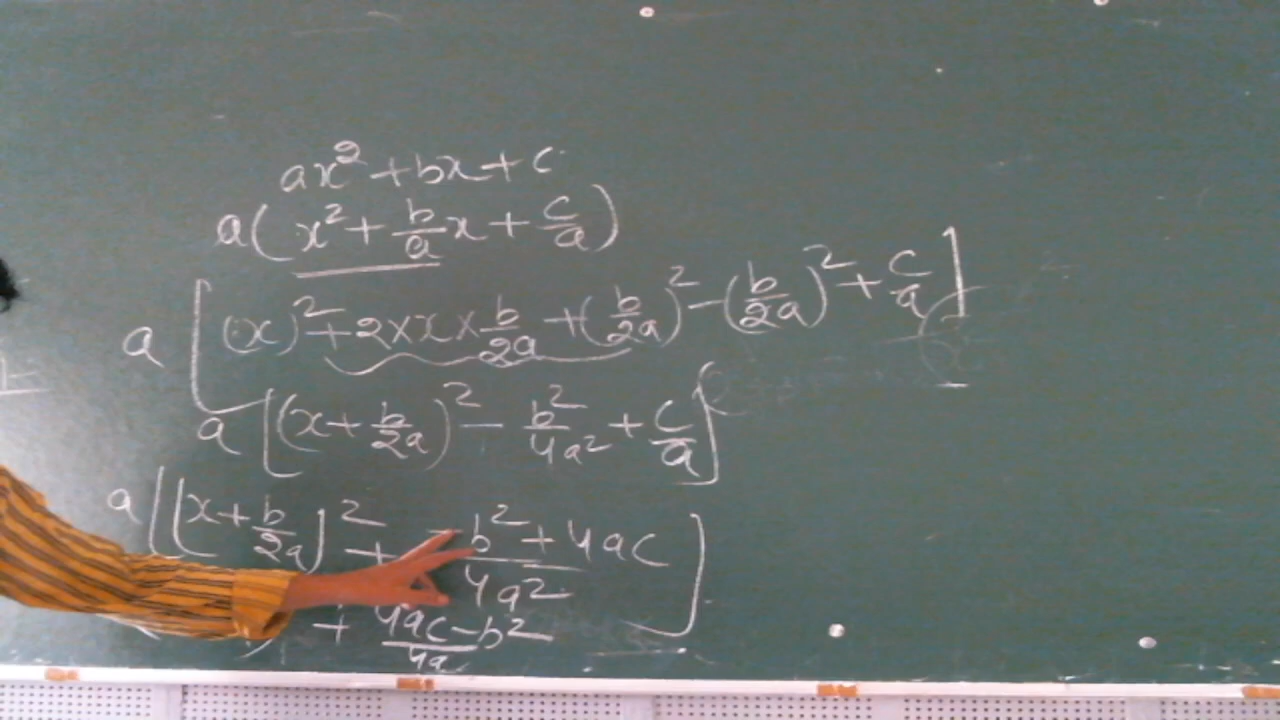 ax² + bx + c
a( x² + b/a x + c/a )
a [ (x)² + 2 × x × b/2a + (b/2a)² - (b/2a)² + c/a ]
a [ (x + b/2a)² - b²/4a² + c/a ]
a [ (x + b/2a)² + -b² + 4ac/4a² ]
+ 4ac - b²/4a